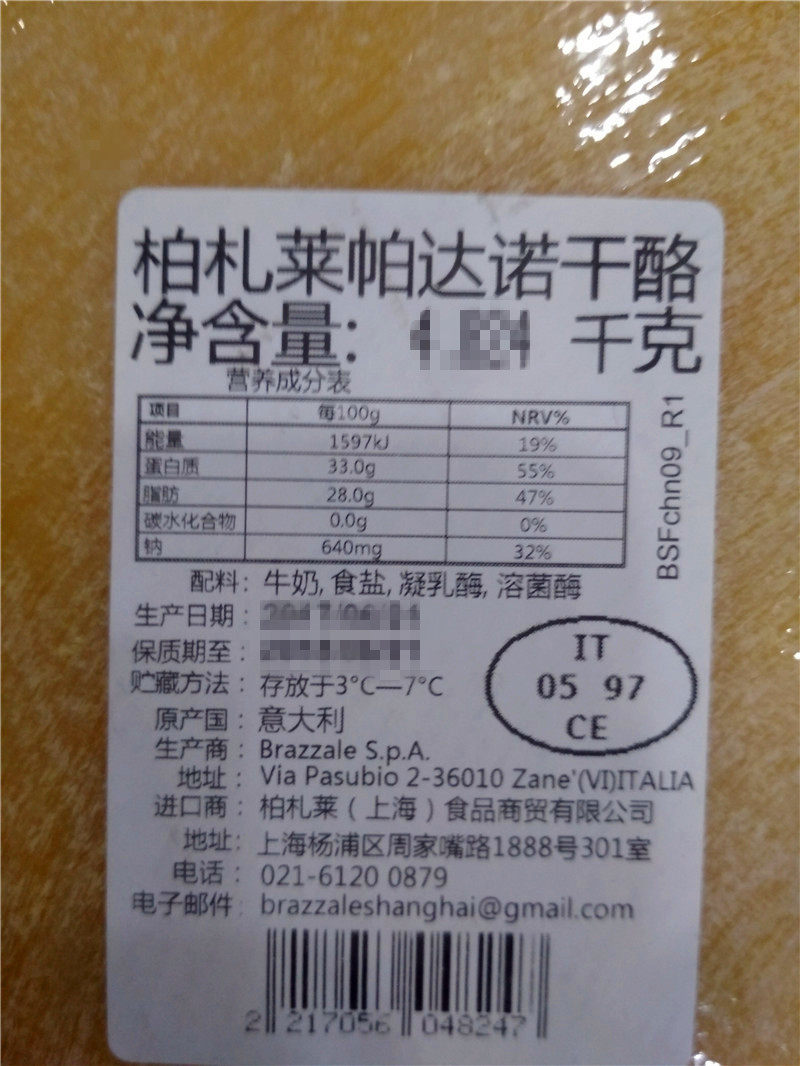 柏札莱帕达诺干酪
净含量: 千克
营养成分表
项目 每100g NRV%
能量 1597kJ 19%
蛋白质 33.0g 55%
脂肪 28.0g 47%
碳水化合物 0.0g 0%
钠 640mg 32%
BSFchn09_R1
配料: 牛奶, 食盐, 凝乳酶, 溶菌酶
生产日期:
保质期至:
贮藏方法: 存放于3°C—7°C
IT
05 97
CE
原产国: 意大利
生产商: Brazzale S.p.A.
地址: Via Pasubio 2-36010 Zane'(VI)ITALIA
进口商: 柏札莱(上海)食品商贸有限公司
地址: 上海杨浦区周家嘴路1888号301室
电话: 021-6120 0879
电子邮件: brazzaleshanghai@gmail.com
2 217056 048247